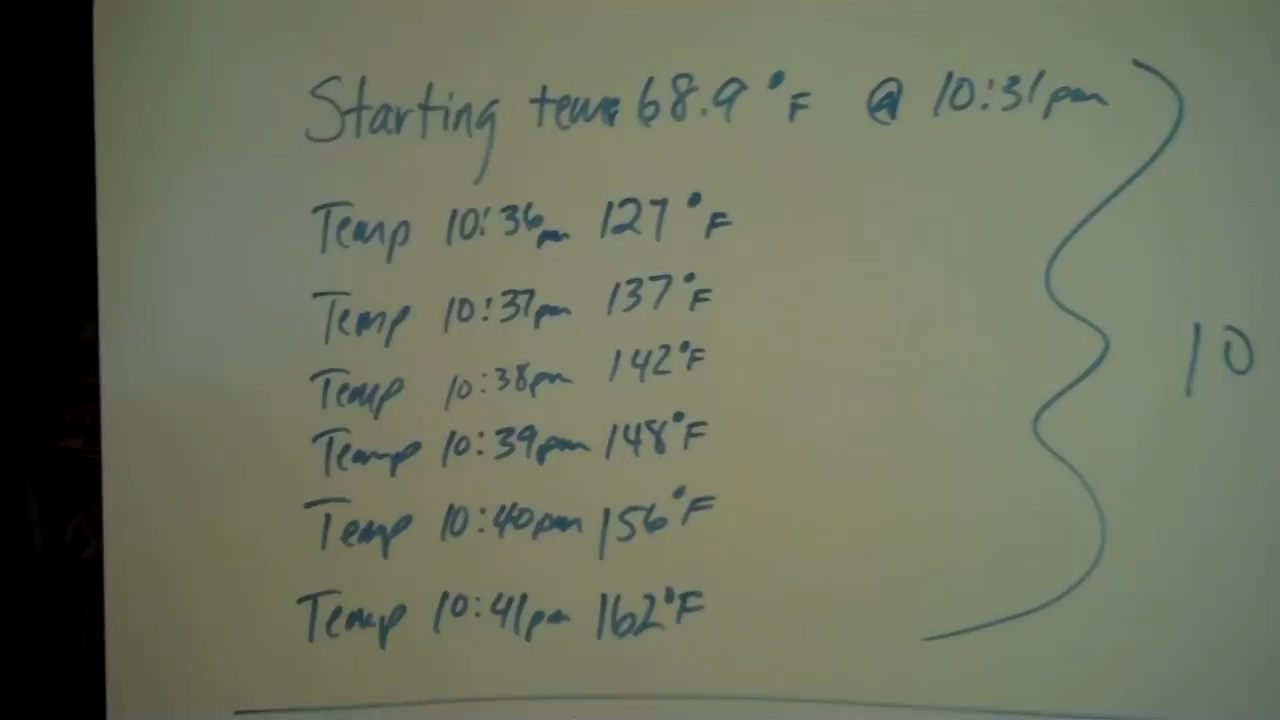 Starting temp 68.9°F @ 10:31pm
Temp 10:36pm 127°F
Temp 10:37pm 137°F
Temp 10:38pm 142°F
Temp 10:39pm 148°F
Temp 10:40pm 156°F
Temp 10:41pm 162°F
10